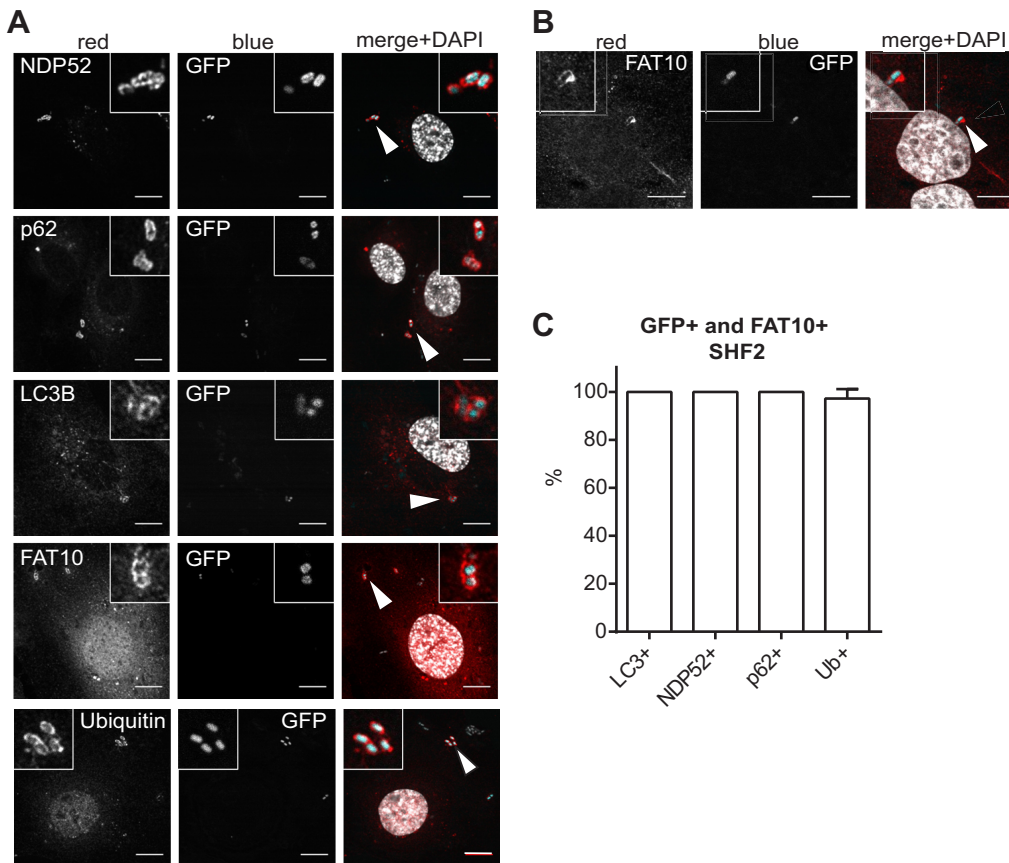 A
red blue merge+DAPI
NDP52 GFP
p62 GFP
LC3B GFP
FAT10 GFP
Ubiquitin GFP
B
red blue merge+DAPI
FAT10 GFP
C
GFP+ and FAT10+
SHF2
%
100
80
60
40
20
0
LC3+ NDP52+ p62+ Ub+